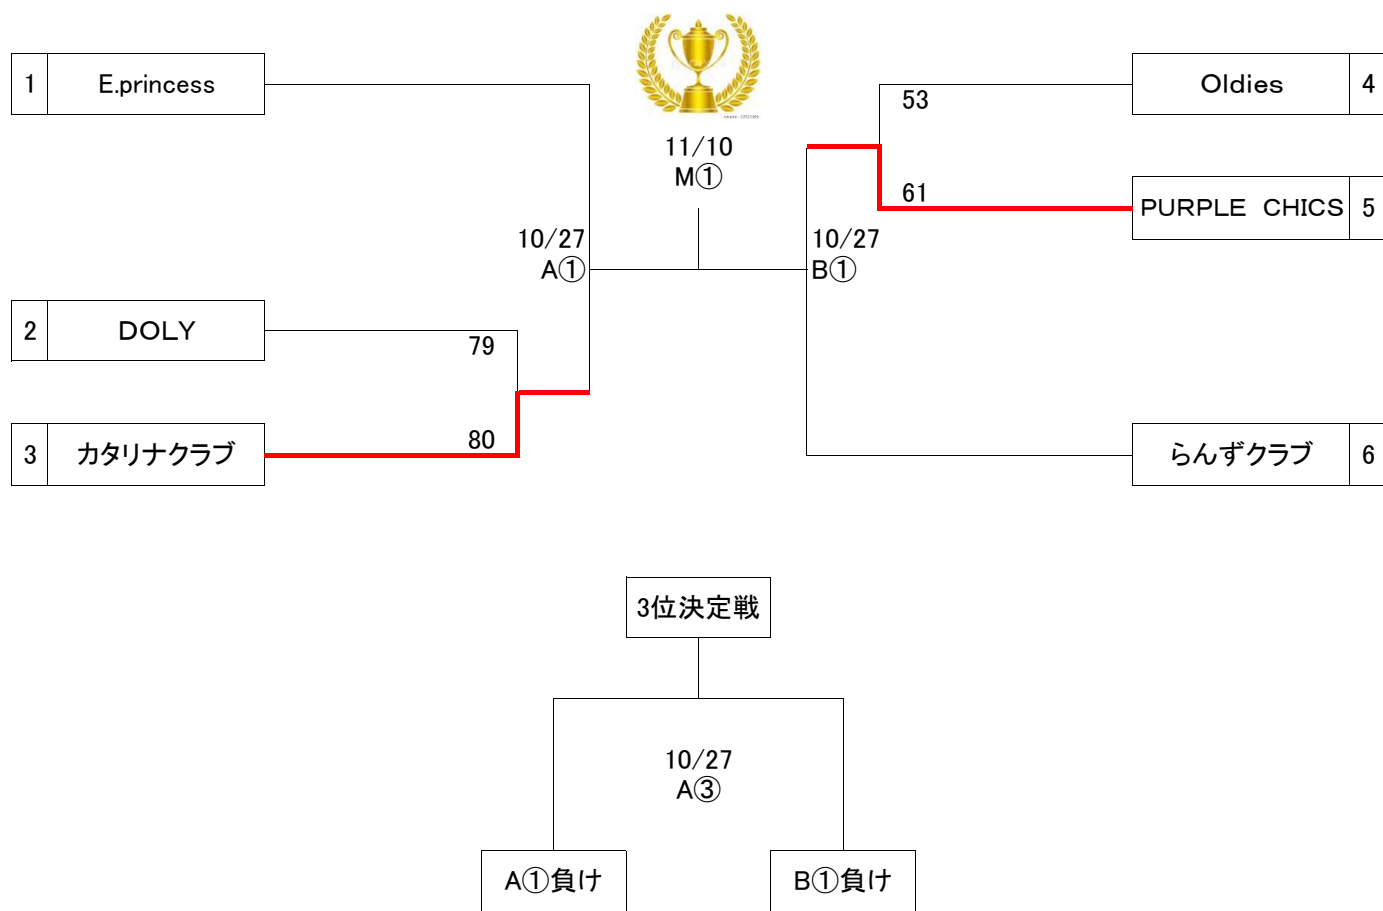 1 E.princess
11/10
M①
Oldies 4
53
61
PURPLE CHICS 5
10/27
A①
10/27
B①
2 DOLY
79
80
3 カタリナクラブ
らんずクラブ 6
3位決定戦
10/27
A③
A①負け
B①負け